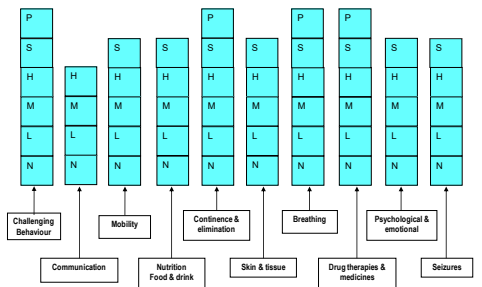 P P P P
S S S S S S S S S
H H H H H H H H H H
M M M M M M M M M M
L L L L L L L L L L
N N N N N N N N N N
Challenging
Behaviour
Mobility
Continence &
elimination
Breathing
Psychological &
emotional
Communication
Nutrition
Food & drink
Skin & tissue
Drug therapies &
medicines
Seizures